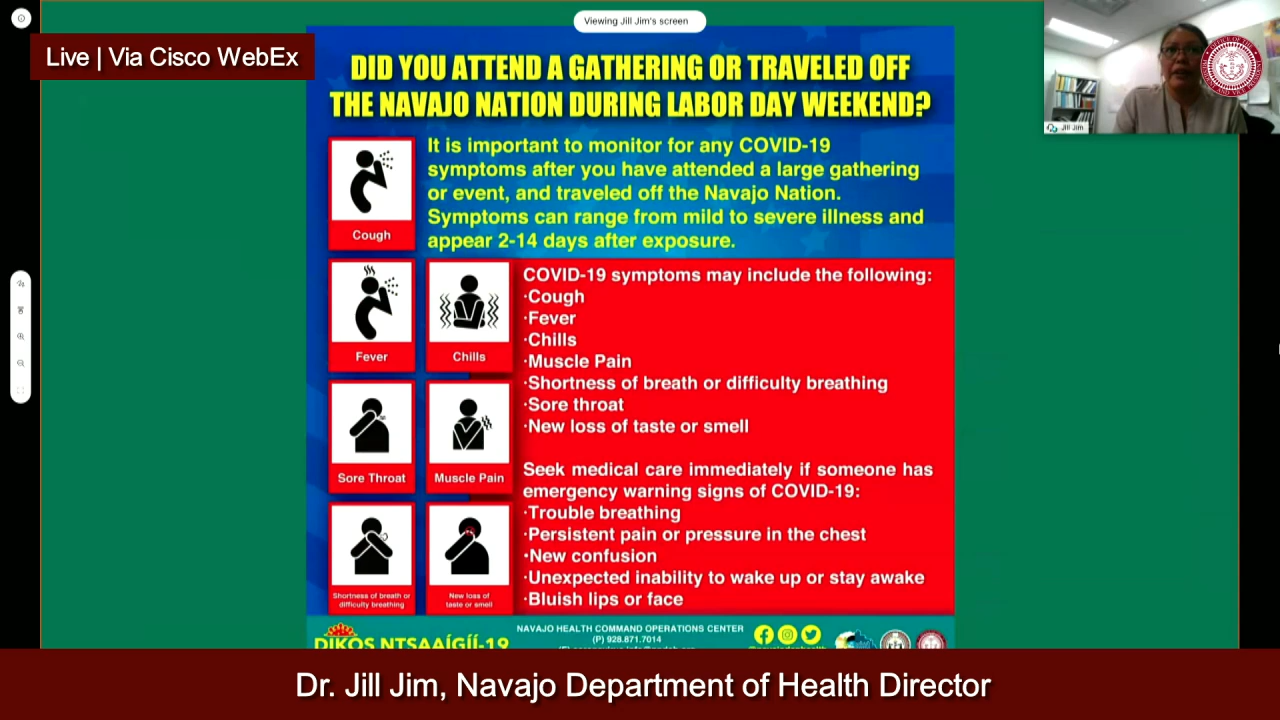 Viewing Jill Jim's screen
Live | Via Cisco WebEx
Jill Jim
DID YOU ATTEND A GATHERING OR TRAVELED OFF
THE NAVAJO NATION DURING LABOR DAY WEEKEND?
It is important to monitor for any COVID-19
symptoms after you have attended a large gathering
or event, and traveled off the Navajo Nation.
Symptoms can range from mild to severe illness and
appear 2-14 days after exposure.
Cough
Fever
Chills
Sore Throat
Muscle Pain
Shortness of breath or
difficulty breathing
New loss of
taste or smell
COVID-19 symptoms may include the following:
·Cough
·Fever
·Chills
·Muscle Pain
·Shortness of breath or difficulty breathing
·Sore throat
·New loss of taste or smell
Seek medical care immediately if someone has
emergency warning signs of COVID-19:
·Trouble breathing
·Persistent pain or pressure in the chest
·New confusion
·Unexpected inability to wake up or stay awake
·Bluish lips or face
DIKOS NTSAAÍGÍÍ-19
NAVAJO HEALTH COMMAND OPERATIONS CENTER
(P) 928.871.7014
Dr. Jill Jim, Navajo Department of Health Director